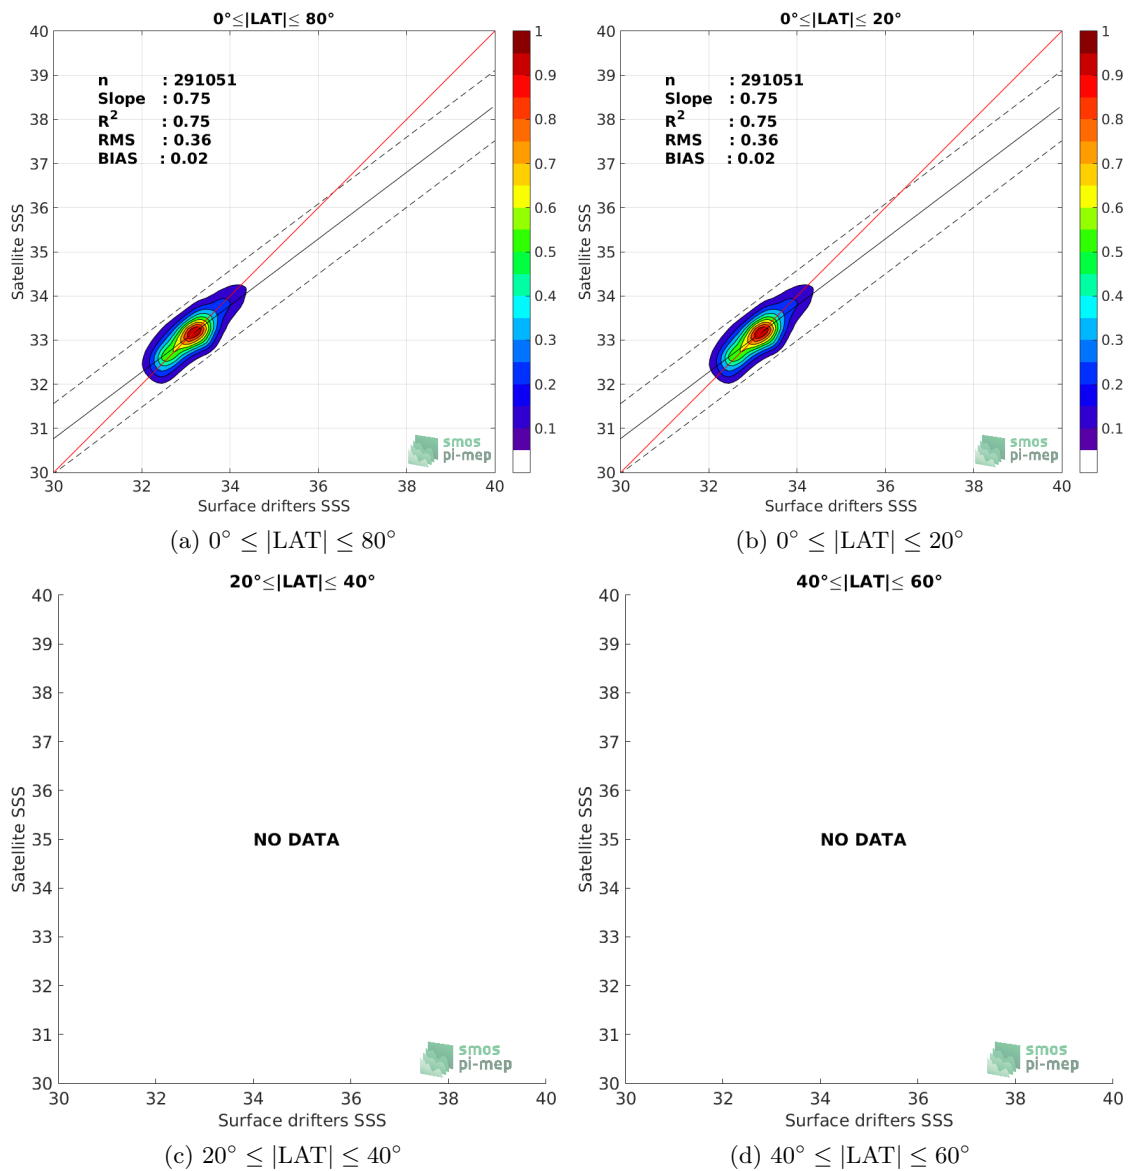 0°≤|LAT|≤ 80°
40
39
38
37
36
35
34
33
32
31
30
Satellite SSS
n : 291051
Slope : 0.75
R² : 0.75
RMS : 0.36
BIAS : 0.02
smos
pi-mep
30 32 34 36 38 40
Surface drifters SSS
1
0.9
0.8
0.7
0.6
0.5
0.4
0.3
0.2
0.1
(a) 0° ≤ |LAT| ≤ 80°
0°≤|LAT|≤ 20°
40
39
38
37
36
35
34
33
32
31
30
Satellite SSS
n : 291051
Slope : 0.75
R² : 0.75
RMS : 0.36
BIAS : 0.02
smos
pi-mep
30 32 34 36 38 40
Surface drifters SSS
1
0.9
0.8
0.7
0.6
0.5
0.4
0.3
0.2
0.1
(b) 0° ≤ |LAT| ≤ 20°
20°≤|LAT|≤ 40°
40
39
38
37
36
35
34
33
32
31
30
Satellite SSS
NO DATA
smos
pi-mep
30 32 34 36 38 40
Surface drifters SSS
(c) 20° ≤ |LAT| ≤ 40°
40°≤|LAT|≤ 60°
40
39
38
37
36
35
34
33
32
31
30
Satellite SSS
NO DATA
smos
pi-mep
30 32 34 36 38 40
Surface drifters SSS
(d) 40° ≤ |LAT| ≤ 60°